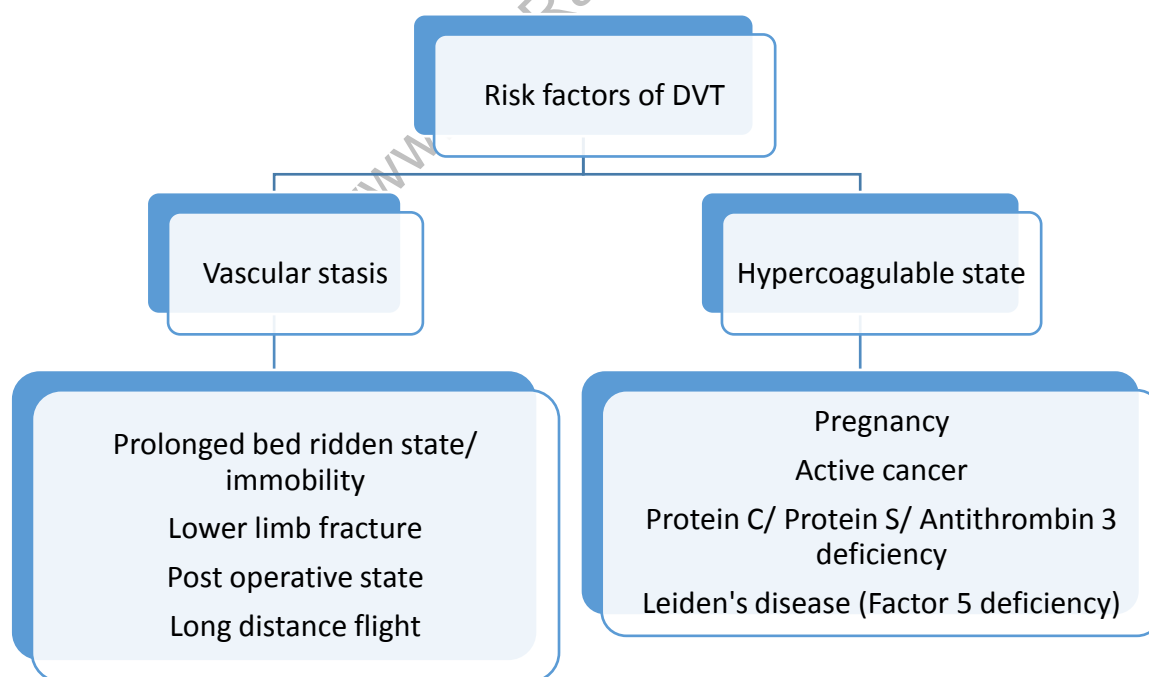 Risk factors of DVT
Vascular stasis
Hypercoagulable state
Prolonged bed ridden state/
immobility
Lower limb fracture
Post operative state
Long distance flight
Pregnancy
Active cancer
Protein C/ Protein S/ Antithrombin 3
deficiency
Leiden's disease (Factor 5 deficiency)